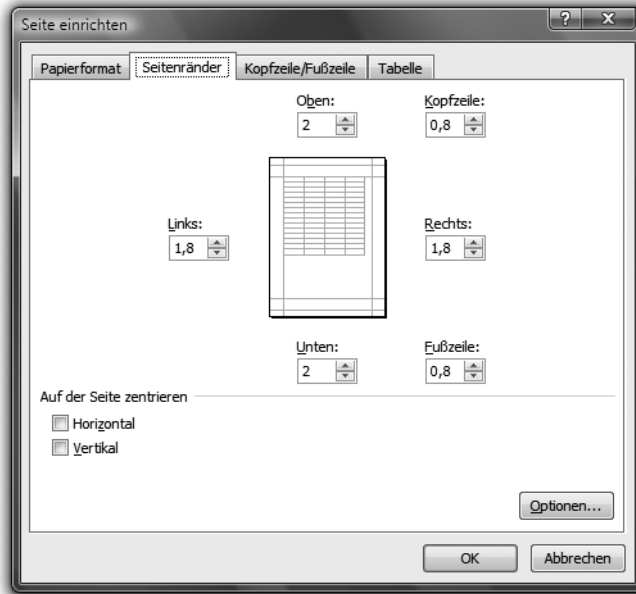 Seite einrichten
Papierformat Seitenränder Kopfzeile/Fußzeile Tabelle
Oben: Kopfzeile:
2 0,8
Links: Rechts:
1,8 1,8
Unten: Fußzeile:
2 0,8
Auf der Seite zentrieren
Horizontal
Vertikal
Optionen...
OK Abbrechen